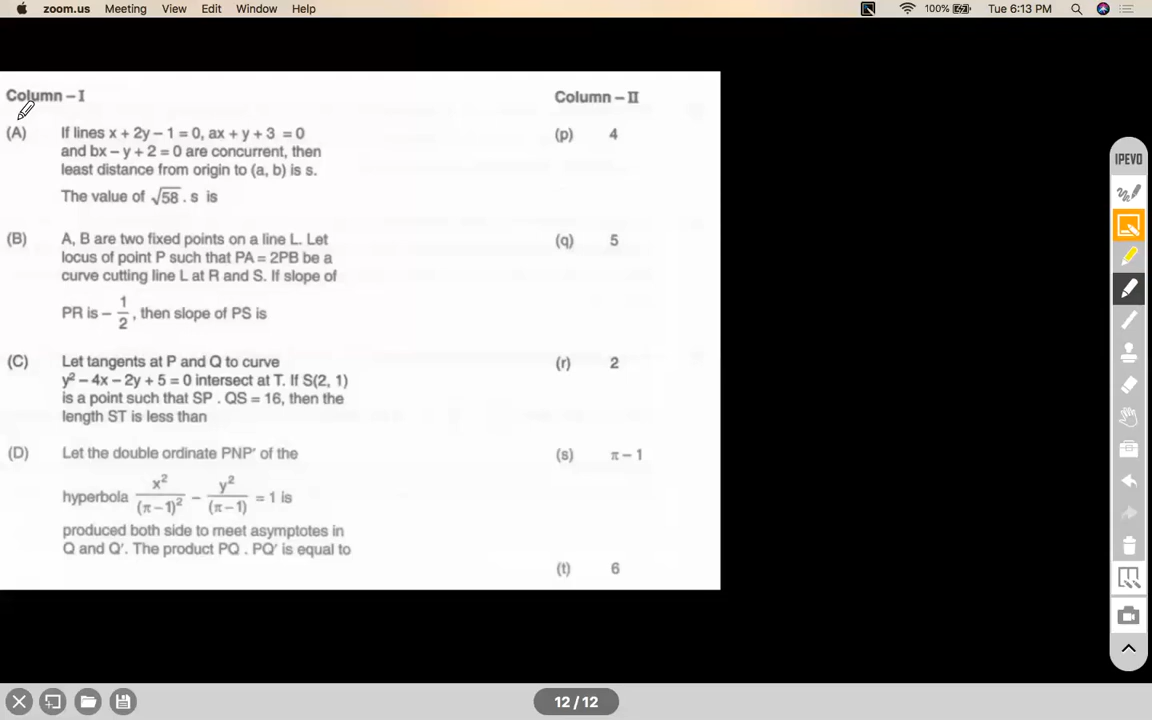 zoom.us Meeting View Edit Window Help 100% Tue 6:13 PM
Column – I Column – II
(A) If lines x + 2y – 1 = 0, ax + y + 3 = 0 (p) 4
and bx – y + 2 = 0 are concurrent, then
least distance from origin to (a, b) is s.
The value of √58 . s is
(B) A, B are two fixed points on a line L. Let (q) 5
locus of point P such that PA = 2PB be a
curve cutting line L at R and S. If slope of
PR is – 1/2, then slope of PS is
(C) Let tangents at P and Q to curve (r) 2
y² – 4x – 2y + 5 = 0 intersect at T. If S(2, 1)
is a point such that SP . QS = 16, then the
length ST is less than
(D) Let the double ordinate PNP′ of the (s) π – 1
hyperbola x²/(π – 1)² – y²/(π – 1) = 1 is
produced both side to meet asymptotes in
Q and Q′. The product PQ . PQ′ is equal to
(t) 6
IPEVO
12 / 12